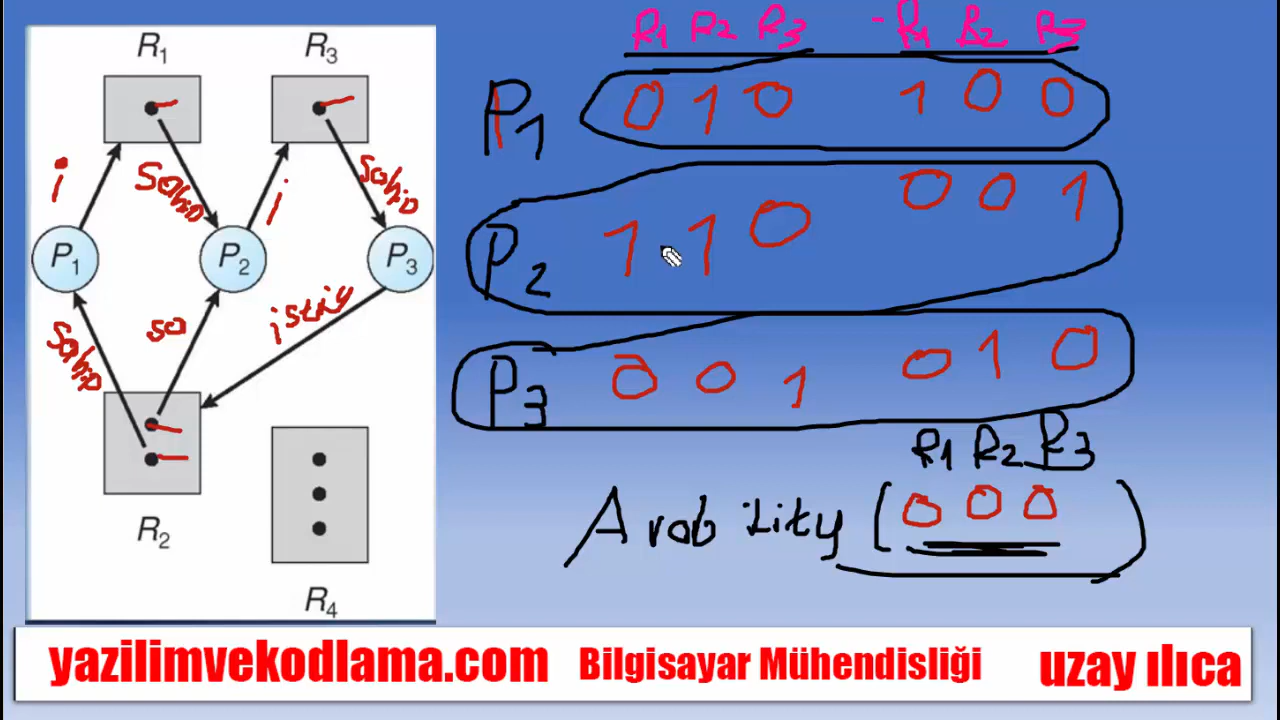 R1 R3
i sahip i sahip
P1 P2 P3
sahip sa istiy
R2
R4
R1 R2 R3 R1 R2 R3
P1 0 1 0 1 0 0
P2 1 1 0 0 0 1
P3 0 0 1 0 1 0
R1 R2 R3
(0 0 0)
yazilimvekodlama.com Bilgisayar Mühendisliği uzay ılıca